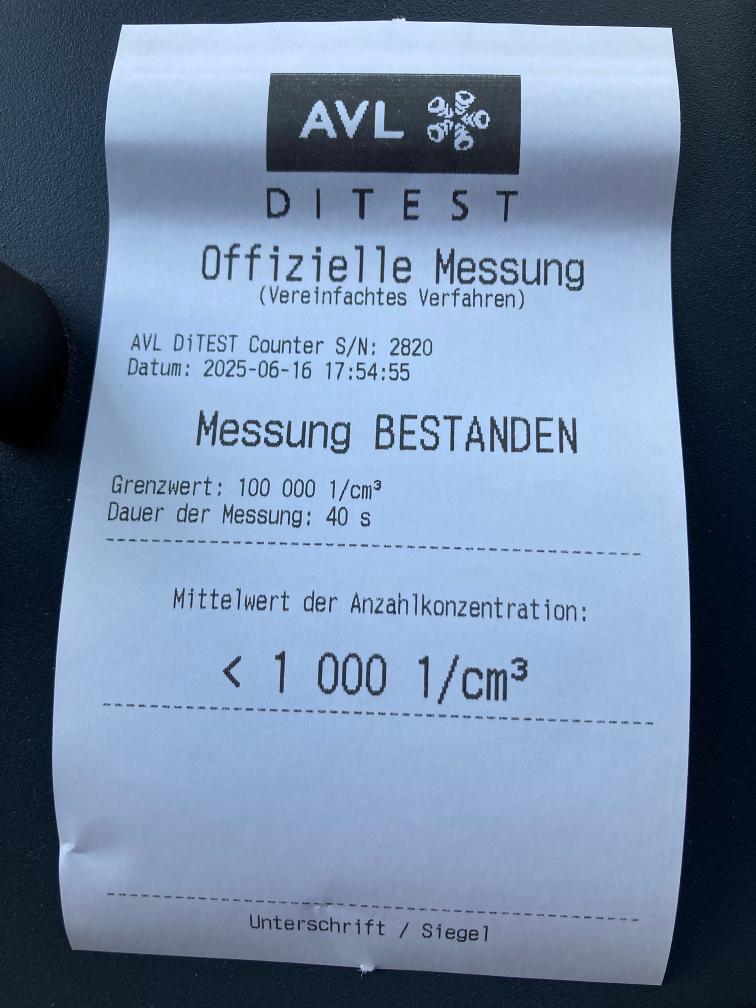 AVL
DITEST
Offizielle Messung
(Vereinfachtes Verfahren)
AVL DiTEST Counter S/N: 2820
Datum: 2025-06-16 17:54:55
Messung BESTANDEN
Grenzwert: 100 000 1/cm³
Dauer der Messung: 40 s
Mittelwert der Anzahlkonzentration:
< 1 000 1/cm³
Unterschrift / Siegel